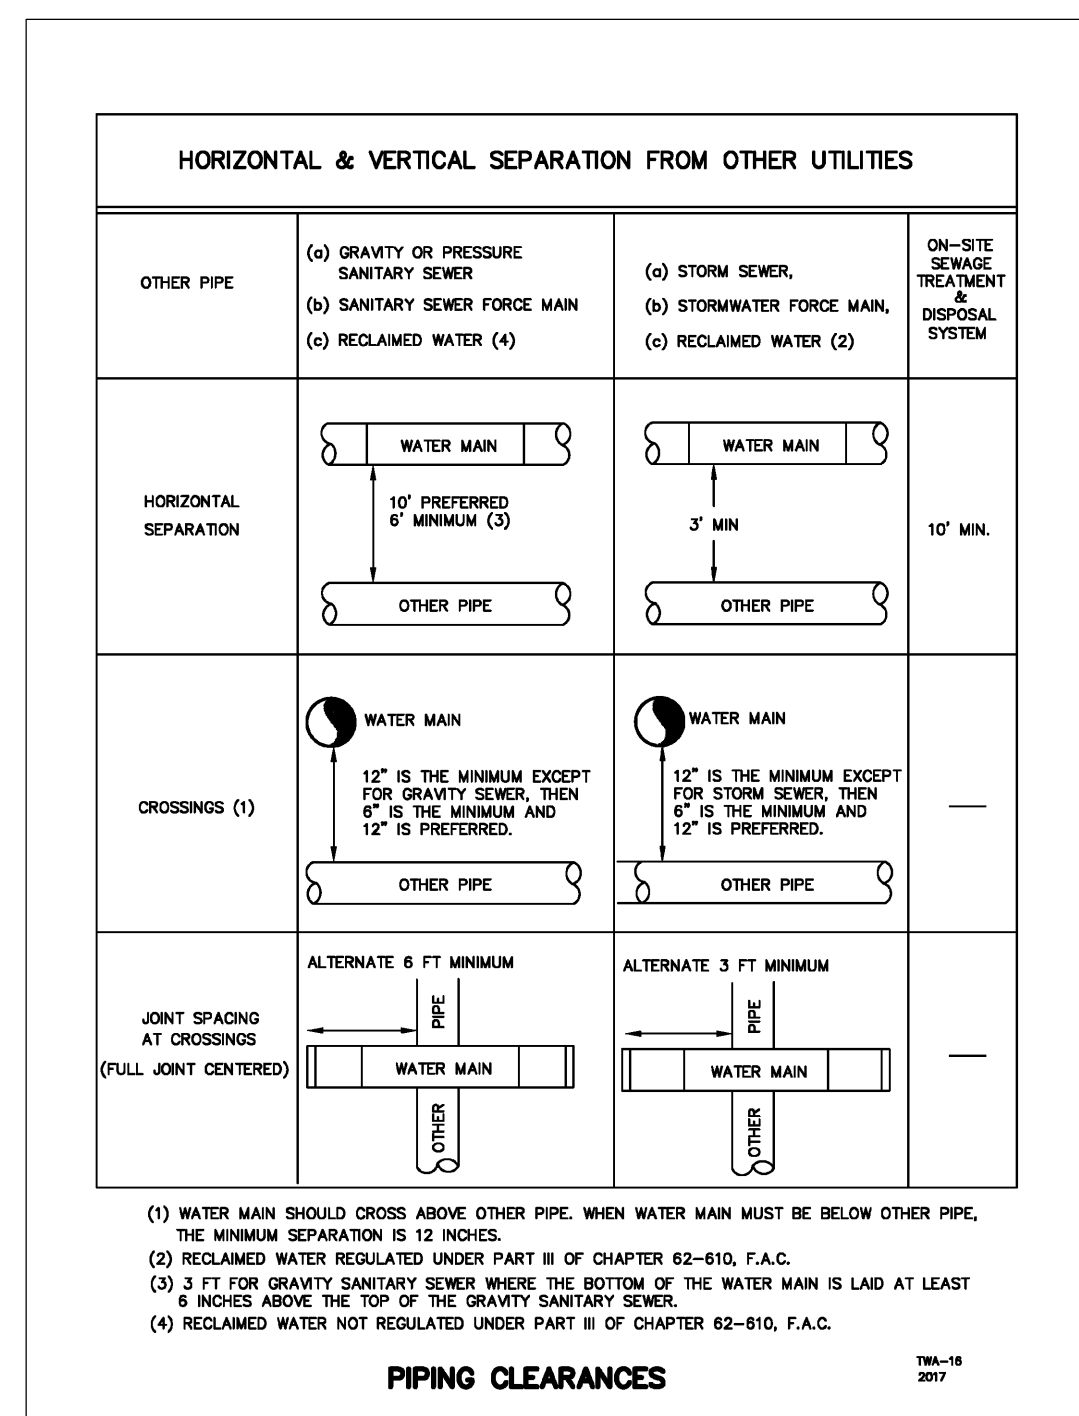 HORIZONTAL & VERTICAL SEPARATION FROM OTHER UTILITIES
OTHER PIPE
(a) GRAVITY OR PRESSURE
SANITARY SEWER
(b) SANITARY SEWER FORCE MAIN
(c) RECLAIMED WATER (4)
(a) STORM SEWER,
(b) STORMWATER FORCE MAIN,
(c) RECLAIMED WATER (2)
ON-SITE
SEWAGE
TREATMENT
&
DISPOSAL
SYSTEM
HORIZONTAL
SEPARATION
WATER MAIN
10' PREFERRED
6' MINIMUM (3)
OTHER PIPE
WATER MAIN
3' MIN
OTHER PIPE
10' MIN.
CROSSINGS (1)
WATER MAIN
12" IS THE MINIMUM EXCEPT
FOR GRAVITY SEWER, THEN
6" IS THE MINIMUM AND
12" IS PREFERRED.
OTHER PIPE
WATER MAIN
12" IS THE MINIMUM EXCEPT
FOR STORM SEWER, THEN
6" IS THE MINIMUM AND
12" IS PREFERRED.
OTHER PIPE
JOINT SPACING
AT CROSSINGS
(FULL JOINT CENTERED)
ALTERNATE 6 FT MINIMUM
PIPE
WATER MAIN
OTHER
ALTERNATE 3 FT MINIMUM
PIPE
WATER MAIN
OTHER
(1) WATER MAIN SHOULD CROSS ABOVE OTHER PIPE. WHEN WATER MAIN MUST BE BELOW OTHER PIPE,
THE MINIMUM SEPARATION IS 12 INCHES.
(2) RECLAIMED WATER REGULATED UNDER PART III OF CHAPTER 62-610, F.A.C.
(3) 3 FT FOR GRAVITY SANITARY SEWER WHERE THE BOTTOM OF THE WATER MAIN IS LAID AT LEAST
6 INCHES ABOVE THE TOP OF THE GRAVITY SANITARY SEWER.
(4) RECLAIMED WATER NOT REGULATED UNDER PART III OF CHAPTER 62-610, F.A.C.
PIPING CLEARANCES
TWA-16
2017